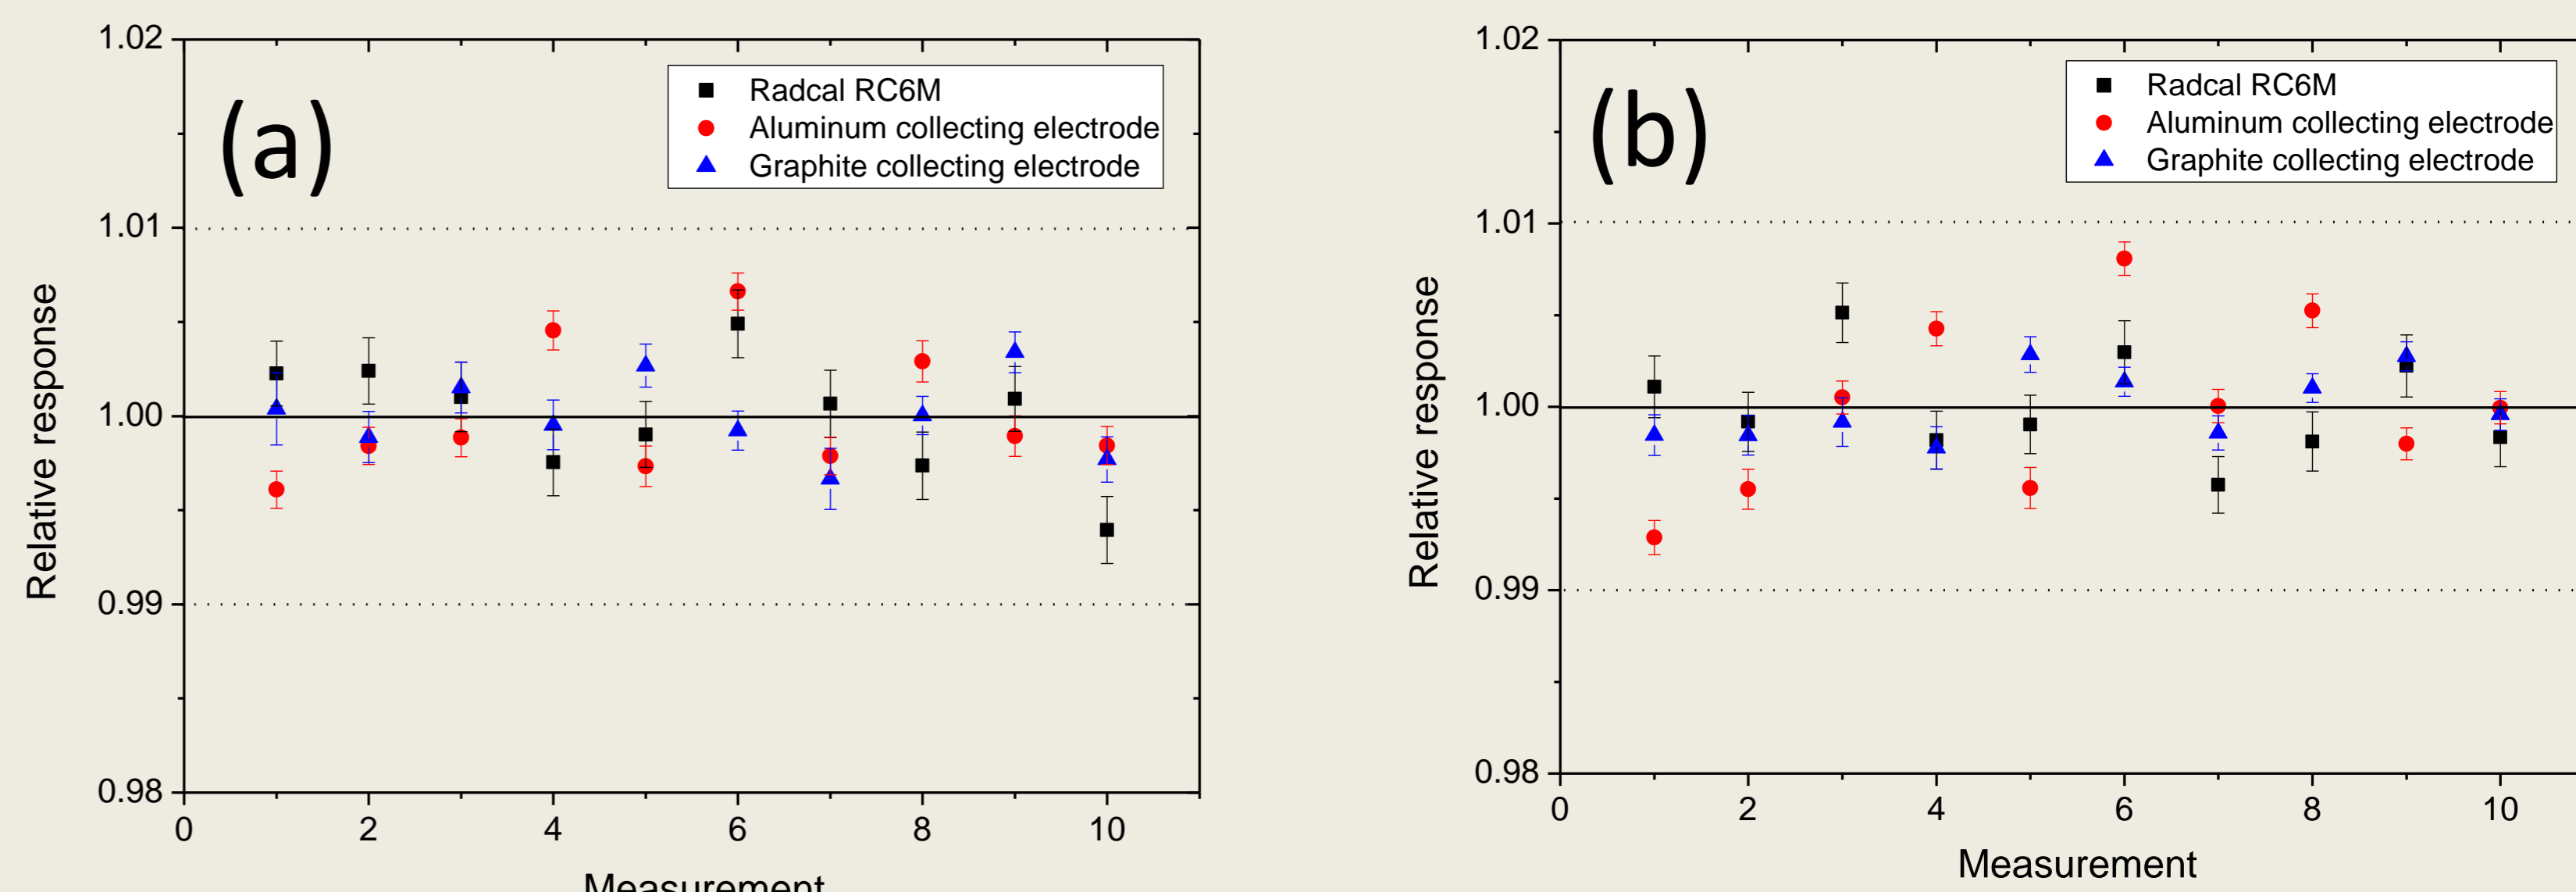 (a)
Radcal RC6M
Aluminum collecting electrode
Graphite collecting electrode
1.02
1.01
1.00
0.99
0.98
Relative response
0 2 4 6 8 10
Measurement
(b)
Radcal RC6M
Aluminum collecting electrode
Graphite collecting electrode
1.02
1.01
1.00
0.99
0.98
Relative response
0 2 4 6 8 10
Measurement